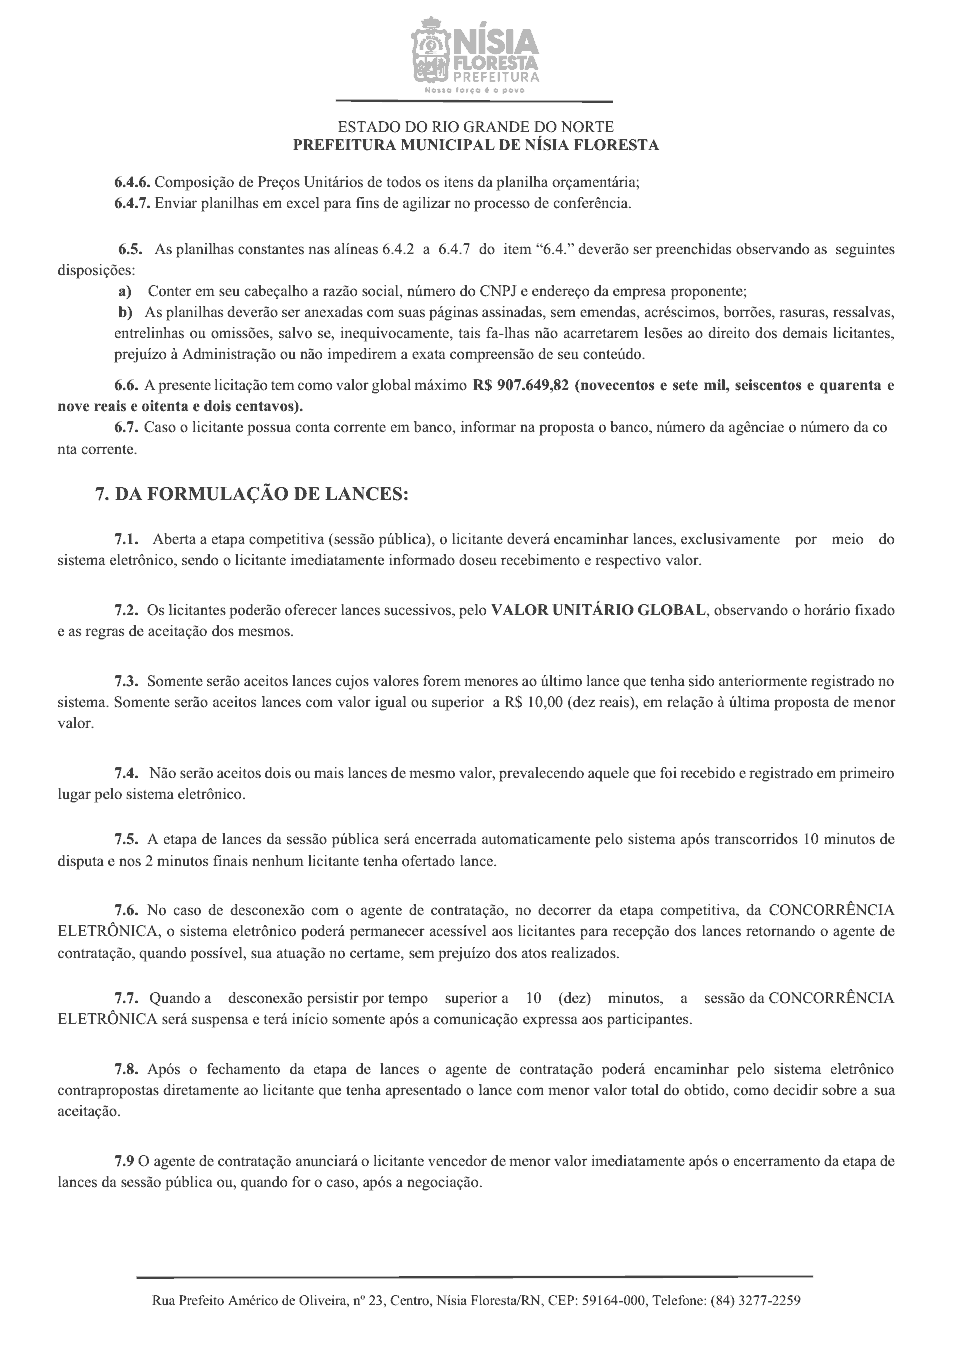 NÍSIA
FLORESTA
PREFEITURA
Nossa força é o povo
ESTADO DO RIO GRANDE DO NORTE
PREFEITURA MUNICIPAL DE NÍSIA FLORESTA
6.4.6. Composição de Preços Unitários de todos os itens da planilha orçamentária;
6.4.7. Enviar planilhas em excel para fins de agilizar no processo de conferência.
6.5. As planilhas constantes nas alíneas 6.4.2 a 6.4.7 do item “6.4.” deverão ser preenchidas observando as seguintes
disposições:
a) Conter em seu cabeçalho a razão social, número do CNPJ e endereço da empresa proponente;
b) As planilhas deverão ser anexadas com suas páginas assinadas, sem emendas, acréscimos, borrões, rasuras, ressalvas,
entrelinhas ou omissões, salvo se, inequivocamente, tais fa-lhas não acarretarem lesões ao direito dos demais licitantes,
prejuízo à Administração ou não impedirem a exata compreensão de seu conteúdo.
6.6. A presente licitação tem como valor global máximo R$ 907.649,82 (novecentos e sete mil, seiscentos e quarenta e
nove reais e oitenta e dois centavos).
6.7. Caso o licitante possua conta corrente em banco, informar na proposta o banco, número da agênciae o número da co
nta corrente.
7. DA FORMULAÇÃO DE LANCES:
7.1. Aberta a etapa competitiva (sessão pública), o licitante deverá encaminhar lances, exclusivamente por meio do
sistema eletrônico, sendo o licitante imediatamente informado doseu recebimento e respectivo valor.
7.2. Os licitantes poderão oferecer lances sucessivos, pelo VALOR UNITÁRIO GLOBAL, observando o horário fixado
e as regras de aceitação dos mesmos.
7.3. Somente serão aceitos lances cujos valores forem menores ao último lance que tenha sido anteriormente registrado no
sistema. Somente serão aceitos lances com valor igual ou superior a R$ 10,00 (dez reais), em relação à última proposta de menor
valor.
7.4. Não serão aceitos dois ou mais lances de mesmo valor, prevalecendo aquele que foi recebido e registrado em primeiro
lugar pelo sistema eletrônico.
7.5. A etapa de lances da sessão pública será encerrada automaticamente pelo sistema após transcorridos 10 minutos de
disputa e nos 2 minutos finais nenhum licitante tenha ofertado lance.
7.6. No caso de desconexão com o agente de contratação, no decorrer da etapa competitiva, da CONCORRÊNCIA
ELETRÔNICA, o sistema eletrônico poderá permanecer acessível aos licitantes para recepção dos lances retornando o agente de
contratação, quando possível, sua atuação no certame, sem prejuízo dos atos realizados.
7.7. Quando a desconexão persistir por tempo superior a 10 (dez) minutos, a sessão da CONCORRÊNCIA
ELETRÔNICA será suspensa e terá início somente após a comunicação expressa aos participantes.
7.8. Após o fechamento da etapa de lances o agente de contratação poderá encaminhar pelo sistema eletrônico
contrapropostas diretamente ao licitante que tenha apresentado o lance com menor valor total do obtido, como decidir sobre a sua
aceitação.
7.9 O agente de contratação anunciará o licitante vencedor de menor valor imediatamente após o encerramento da etapa de
lances da sessão pública ou, quando for o caso, após a negociação.
Rua Prefeito Américo de Oliveira, nº 23, Centro, Nísia Floresta/RN, CEP: 59164-000, Telefone: (84) 3277-2259